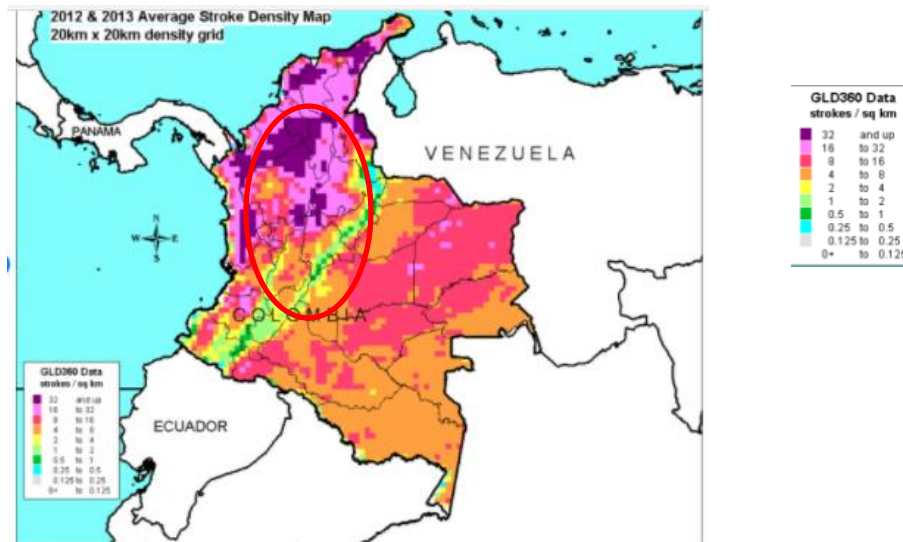 2012 & 2013 Average Stroke Density Map
20km x 20km density grid
PANAMA
VENEZUELA
N
W E
S
COLOMBIA
ECUADOR
GLD360 Data
strokes / sq km
32 and up
16 to 32
8 to 16
4 to 8
2 to 4
1 to 2
0.5 to 1
0.25 to 0.5
0.125 to 0.25
0+ to 0.125
GLD360 Data
strokes / sq km
32 and up
16 to 32
8 to 16
4 to 8
2 to 4
1 to 2
0.5 to 1
0.25 to 0.5
0.125 to 0.25
0+ to 0.125